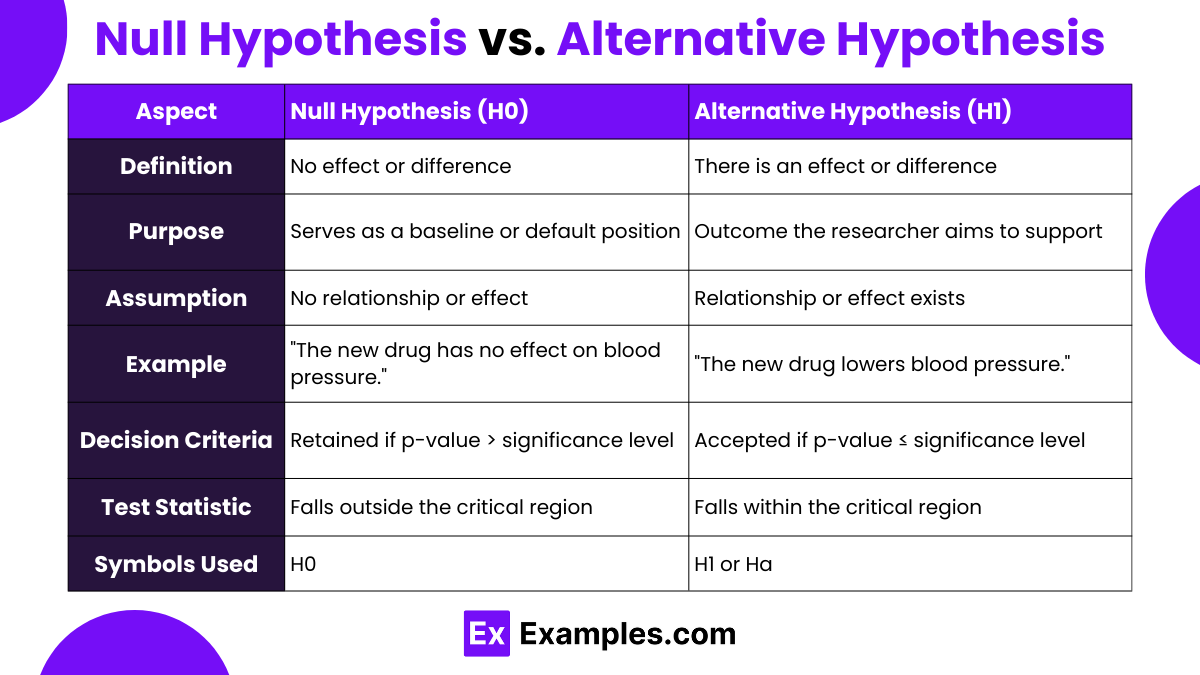 Null Hypothesis vs. Alternative Hypothesis
Aspect
Null Hypothesis (H0)
Alternative Hypothesis (H1)
Definition
No effect or difference
There is an effect or difference
Purpose
Serves as a baseline or default position
Outcome the researcher aims to support
Assumption
No relationship or effect
Relationship or effect exists
Example
"The new drug has no effect on blood
pressure."
"The new drug lowers blood pressure."
Decision Criteria
Retained if p-value > significance level
Accepted if p-value ≤ significance level
Test Statistic
Falls outside the critical region
Falls within the critical region
Symbols Used
H0
H1 or Ha
Ex Examples.com